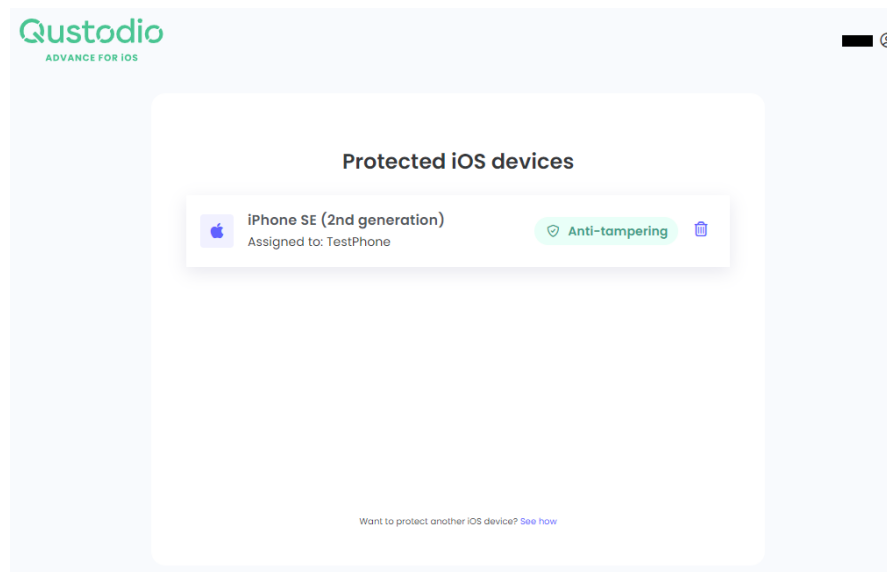 Qustodio
ADVANCE FOR iOS
Protected iOS devices
iPhone SE (2nd generation)
Assigned to: TestPhone
Anti-tampering
Want to protect another iOS device? See how